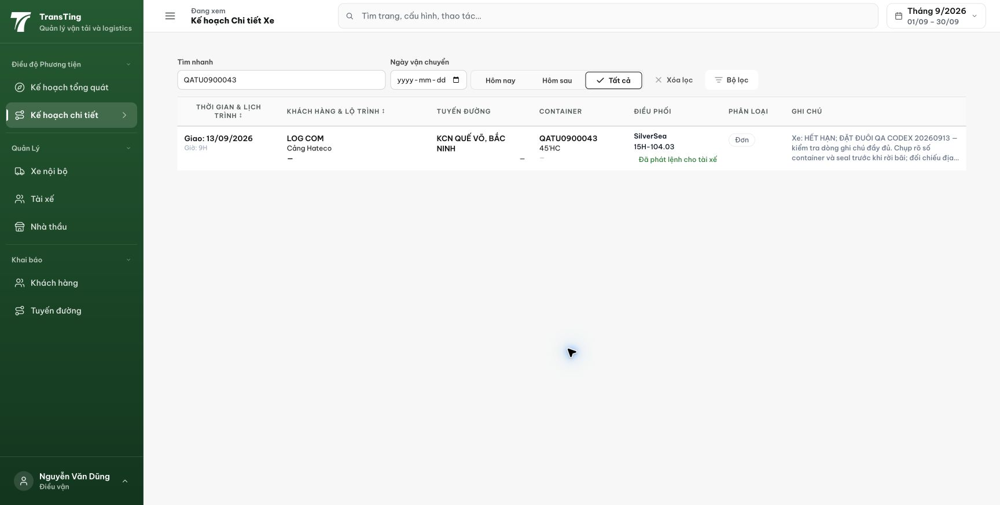 TransTing
Quản lý vận tải và logistics
Điều độ Phương tiện
Kế hoạch tổng quát
Kế hoạch chi tiết
Quản Lý
Xe nội bộ
Tài xế
Nhà thầu
Khai báo
Khách hàng
Tuyến đường
Nguyễn Văn Dũng
Điều vận
Đang xem
Kế hoạch Chi tiết Xe
Tìm trang, cấu hình, thao tác...
Tháng 9/2026
01/09 – 30/09
Tìm nhanh
QATU0900043
Ngày vận chuyển
yyyy-mm-dd
Hôm nay
Hôm sau
Tất cả
Xóa lọc
Bộ lọc
THỜI GIAN & LỊCH
TRÌNH ↕
KHÁCH HÀNG & LỘ TRÌNH ↕
TUYẾN ĐƯỜNG
CONTAINER
ĐIỀU PHỐI
PHÂN LOẠI
GHI CHÚ
Giao: 13/09/2026
Giờ: 9H
LOG COM
Cảng Hateco
—
KCN QUẾ VÕ, BẮC
NINH
—
QATU0900043
45'HC
—
SilverSea
15H-104.03
Đã phát lệnh cho tài xế
Đơn
Xe: HẾT HẠN; ĐẶT ĐUÔI QA CODEX 20260913 —
kiểm tra dòng ghi chú đầy đủ. Chụp rõ số
container và seal trước khi rời bãi; đối chiếu địa...